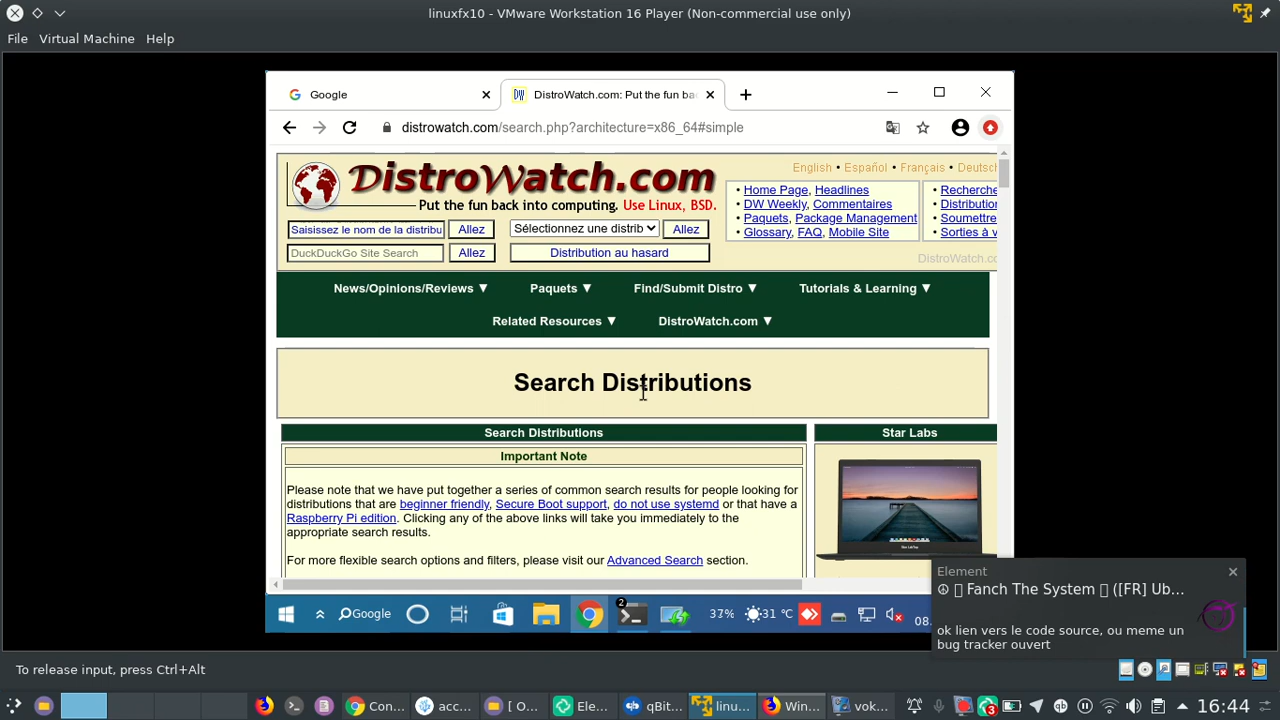 linuxfx10 - VMware Workstation 16 Player (Non-commercial use only)
File Virtual Machine Help
Google
DistroWatch.com: Put the fun ba
distrowatch.com/search.php?architecture=x86_64#simple
DistroWatch.com
Put the fun back into computing. Use Linux, BSD.
English • Español • Français • Deutsch
• Home Page, Headlines
• DW Weekly, Commentaires
• Paquets, Package Management
• Glossary, FAQ, Mobile Site
• Recherche
• Distribution
• Soumettre
• Sorties à v
Saisissez le nom de la distribu Allez
Sélectionnez une distrib Allez
DuckDuckGo Site Search Allez
Distribution au hasard
DistroWatch.co
News/Opinions/Reviews ▼ Paquets ▼ Find/Submit Distro ▼ Tutorials & Learning ▼
Related Resources ▼ DistroWatch.com ▼
Search Distributions
Search Distributions
Important Note
Please note that we have put together a series of common search results for people looking for
distributions that are beginner friendly, Secure Boot support, do not use systemd or that have a
Raspberry Pi edition. Clicking any of the above links will take you immediately to the
appropriate search results.
For more flexible search options and filters, please visit our Advanced Search section.
Star Labs
Element
Fanch The System ([FR] Ub...
ok lien vers le code source, ou meme un
bug tracker ouvert
Google
2
37%
31 °C
08.
To release input, press Ctrl+Alt
Con...
acc...
[ O...
Ele...
qBit...
linu...
Win...
vok...
3
16:44